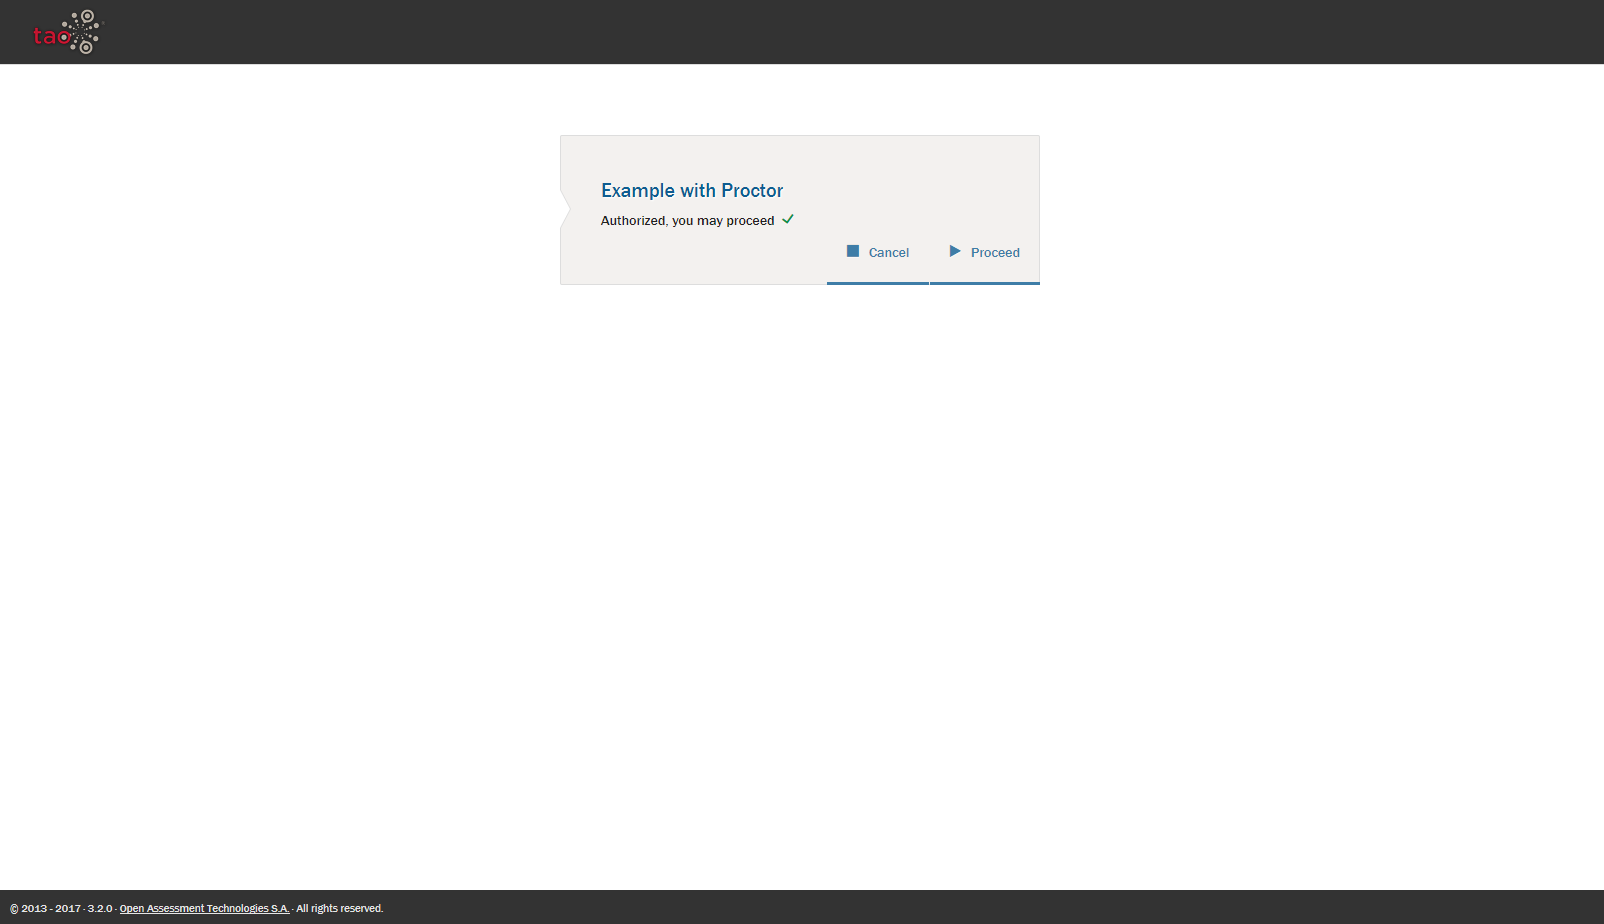 tao
Example with Proctor
Authorized, you may proceed
Cancel
Proceed
© 2013 - 2017 · 3.2.0 · Open Assessment Technologies S.A. · All rights reserved.